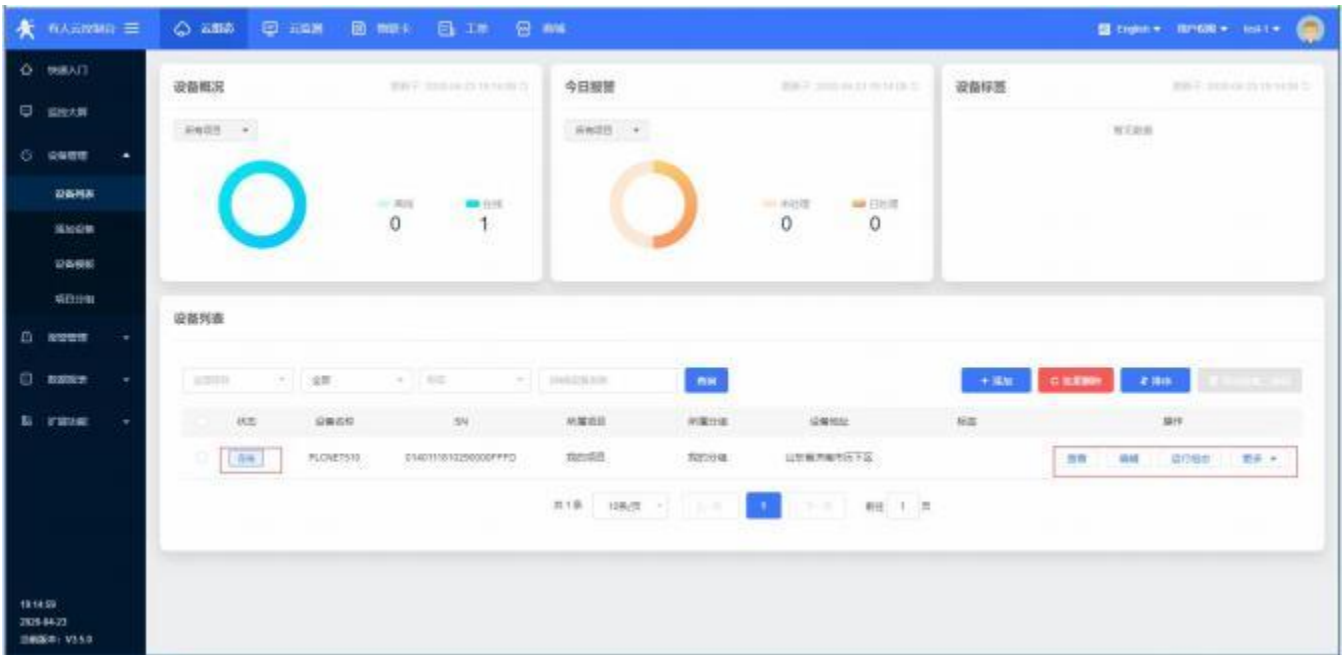 有人云控制台 云组态 云监测 物联卡 工单 商城 English 用户权限 test-1
快速入门
监控大屏
设备管理
设备列表
添加设备
设备模板
项目分组
报警管理
数据报表
扩展功能
设备概况
所有项目
离线 在线
0 1
今日报警
所有项目
未处理 已处理
0 0
设备标签
暂无数据
设备列表
全部 标签 查询 + 添加 批量删除 排序
状态 设备名称 SN 所属项目 所属分组 设备地址 标签 操作
在线 PLCNET510 我的项目 我的分组 山东省济南市历下区 查看 编辑 运行组态 更多
共 1 条 10条/页 1 前往 1 页
19:14:59
当前版本：V3.5.0